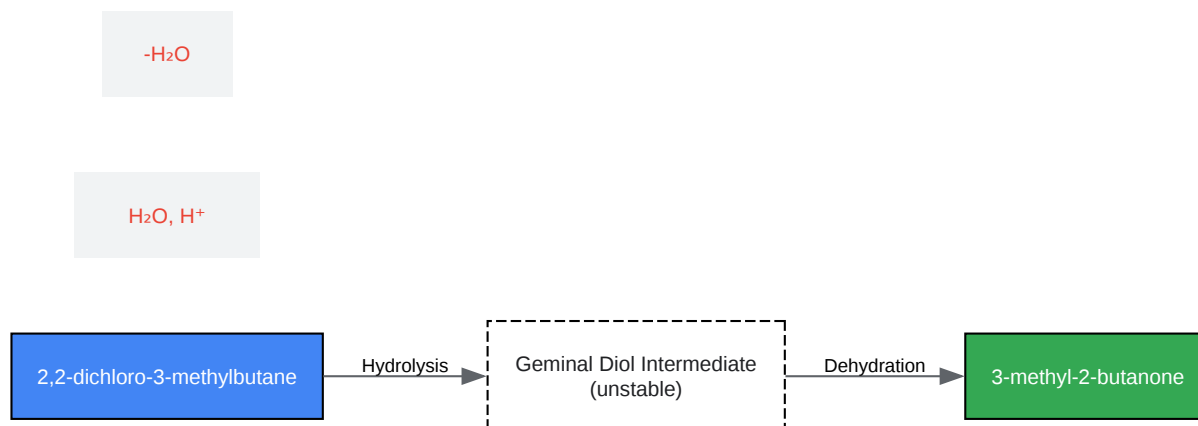 -H₂O
H₂O, H⁺
2,2-dichloro-3-methylbutane
Hydrolysis
Geminal Diol Intermediate
(unstable)
Dehydration
3-methyl-2-butanone